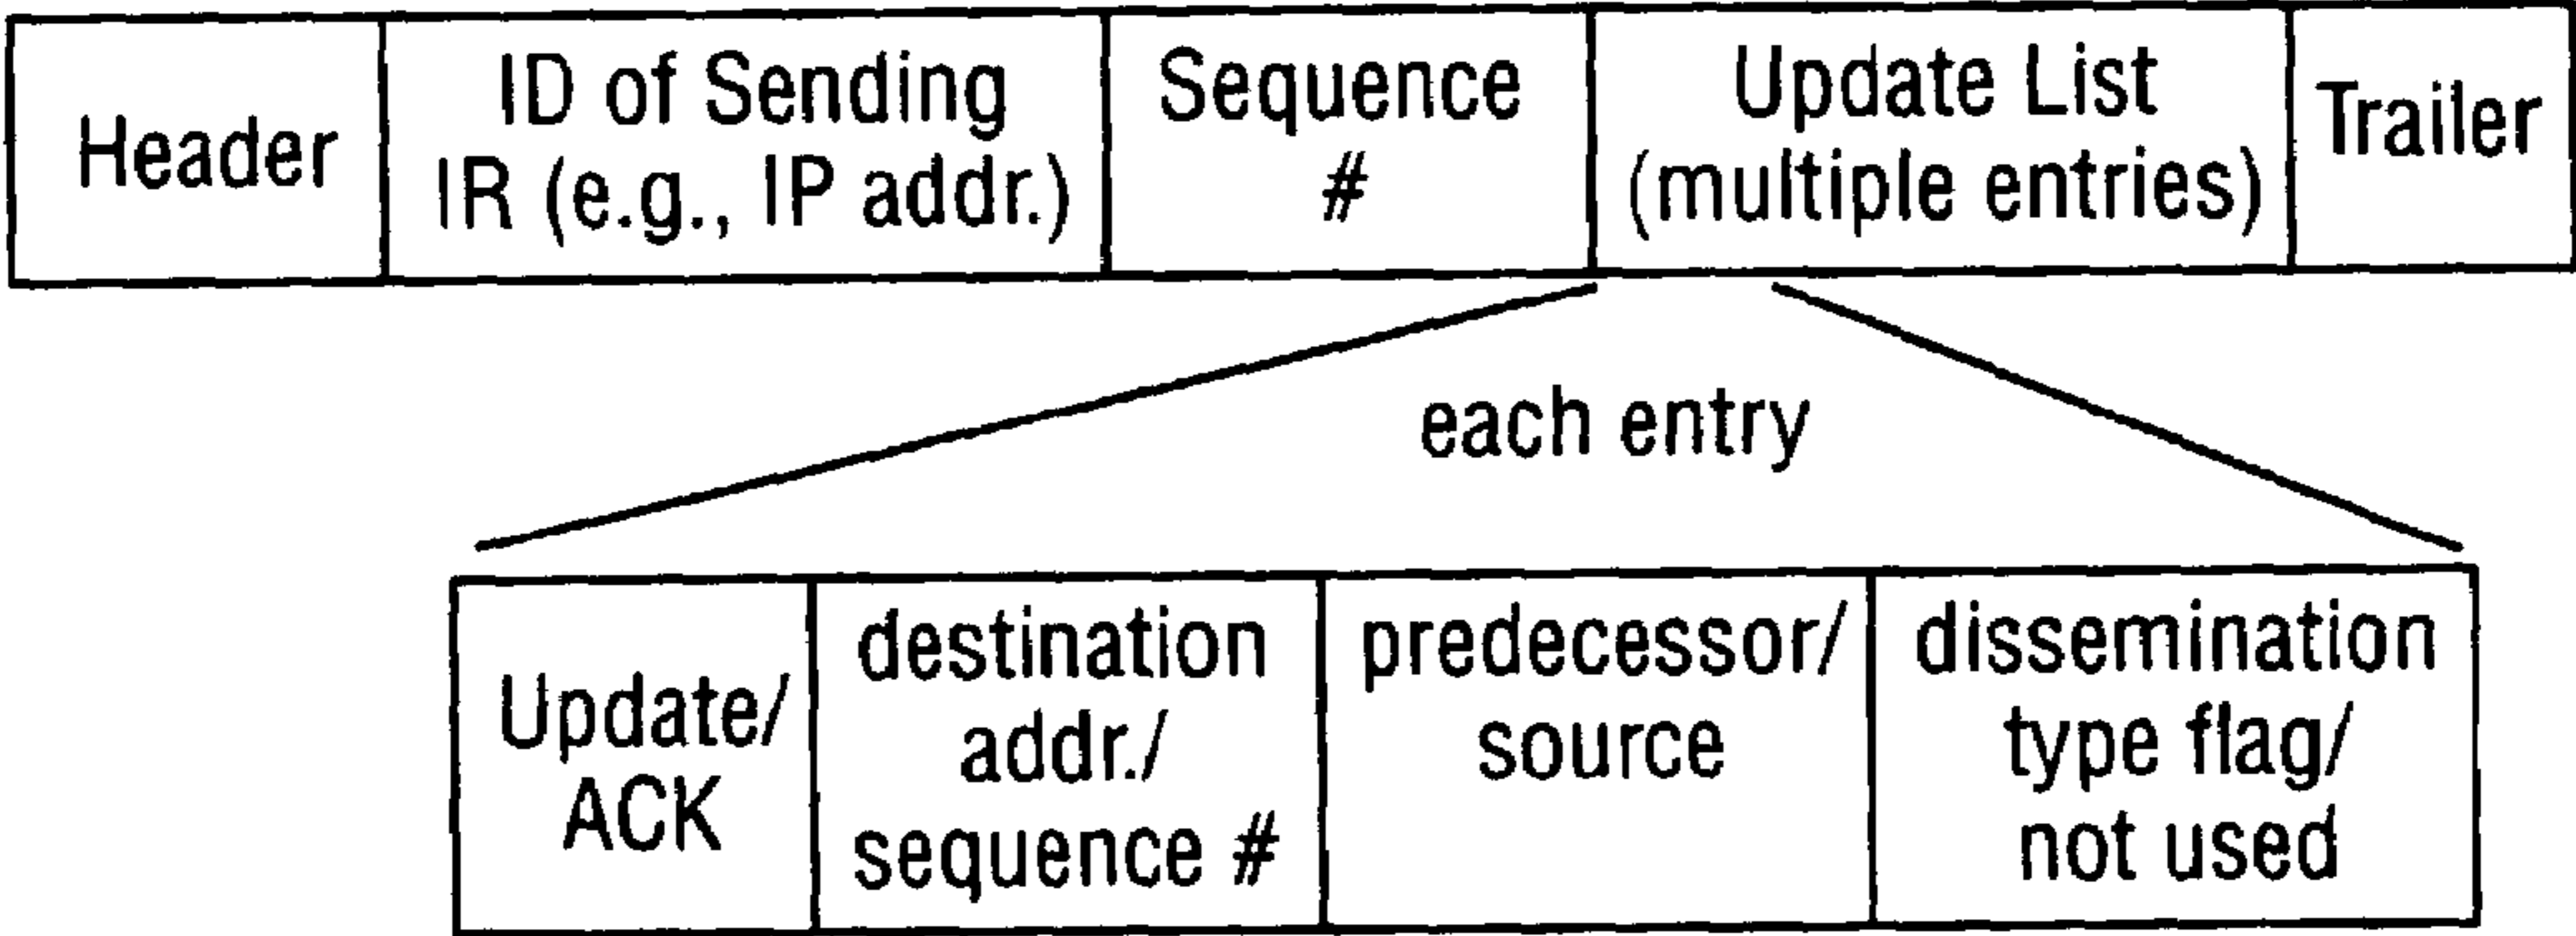 Header
ID of Sending
IR (e.g., IP addr.)
Sequence
#
Update List
(multiple entries)
Trailer
each entry
Update/
ACK
destination
addr./
sequence #
predecessor/
source
dissemination
type flag/
not used